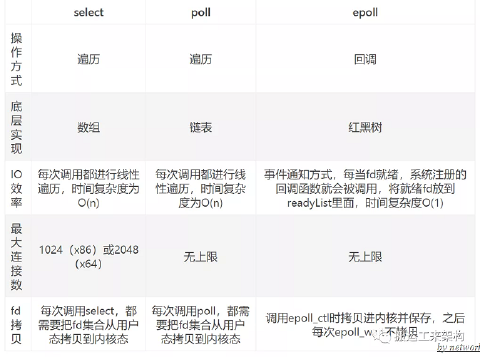 select poll epoll
操作方式 遍历 遍历 回调
底层实现 数组 链表 红黑树
IO效率 每次调用都进行线性遍历，时间复杂度为O(n) 每次调用都进行线性遍历，时间复杂度为O(n) 事件通知方式，每当fd就绪，系统注册的回调函数就会被调用，将就绪fd放到readyList里面，时间复杂度O(1)
最大连接数 1024（x86）或2048（x64） 无上限 无上限
fd拷贝 每次调用select，都需要把fd集合从用户态拷贝到内核态 每次调用poll，都需要把fd集合从用户态拷贝到内核态 调用epoll_ctl时拷贝进内核并保存，之后每次epoll_w 不拷贝
by network